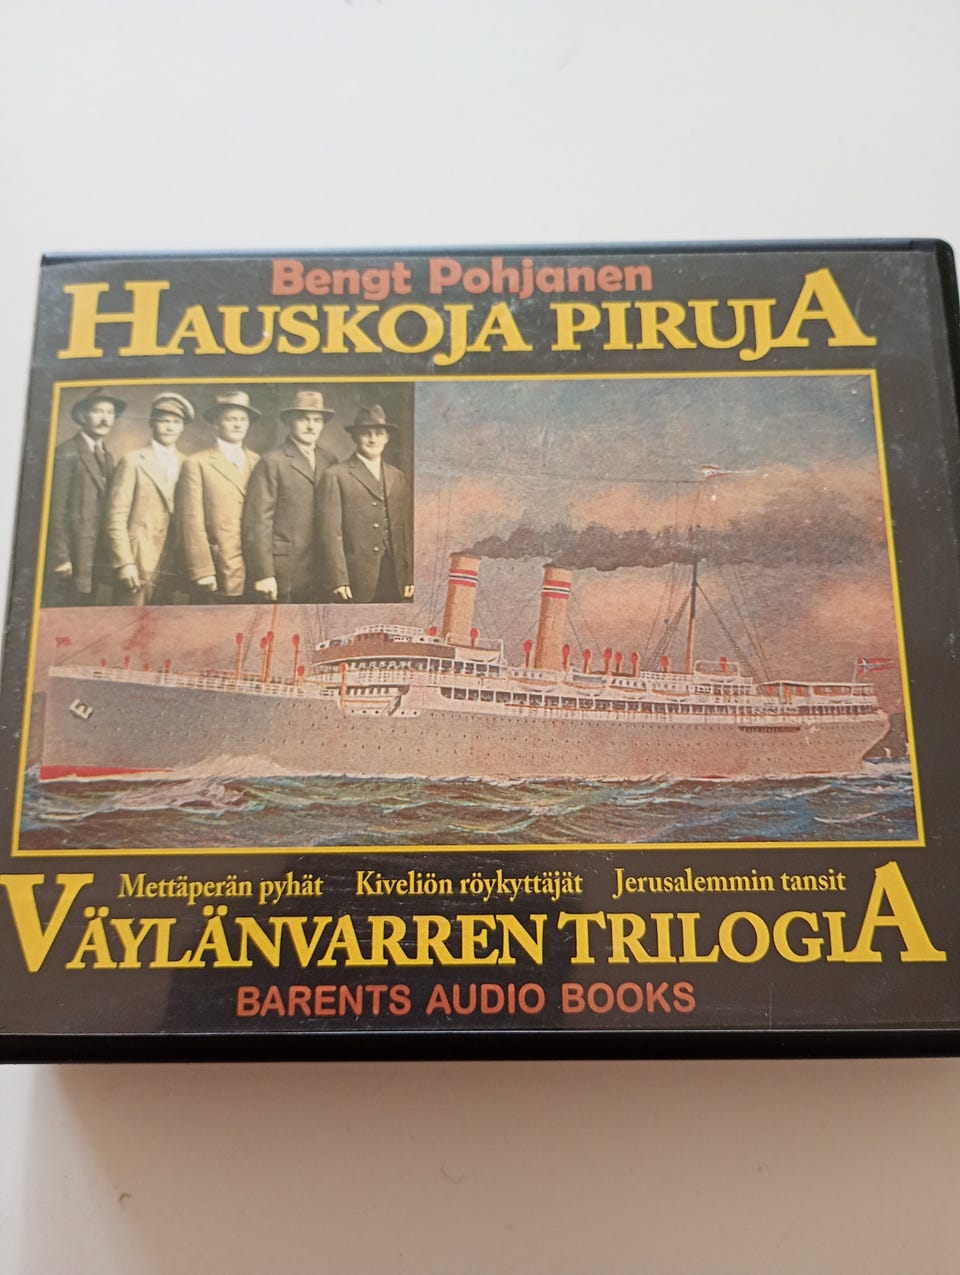 Bengt Pohjanen
HAUSKOJA PIRUJA
Mettäperän pyhät Kiveliön röykyttäjät Jerusalemmin tansit
VÄYLÄNVARREN TRILOGIA
BARENTS AUDIO BOOKS